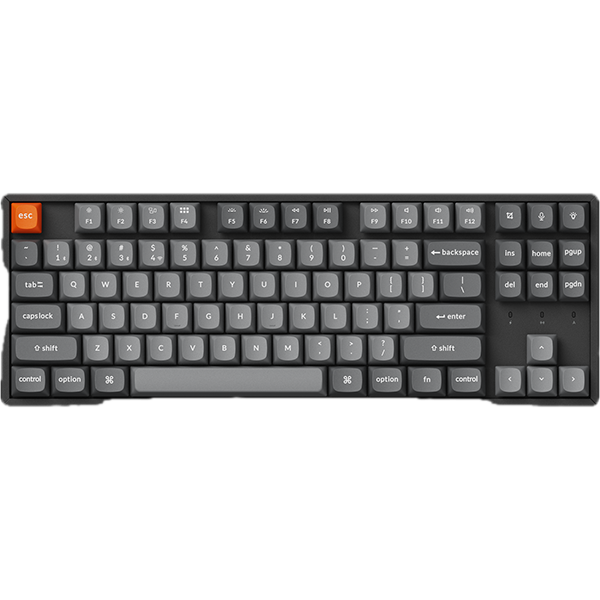 esc F1 F2 F3 F4 F5 F6 F7 F8 F9 F10 F11 F12
! @ # $ % ^ & * ( ) - + ← backspace ins home pgup
1 2 3 4 5 6 7 8 9 0 =
tab Q W E R T Y U I O P { } | del end pgdn
[ ] \
caps lock A S D F G H J K L : " ↵ enter
; '
⇧ shift Z X C V B N M < > ? ⇧ shift
, . /
control option ⌘ ⌘ option fn control